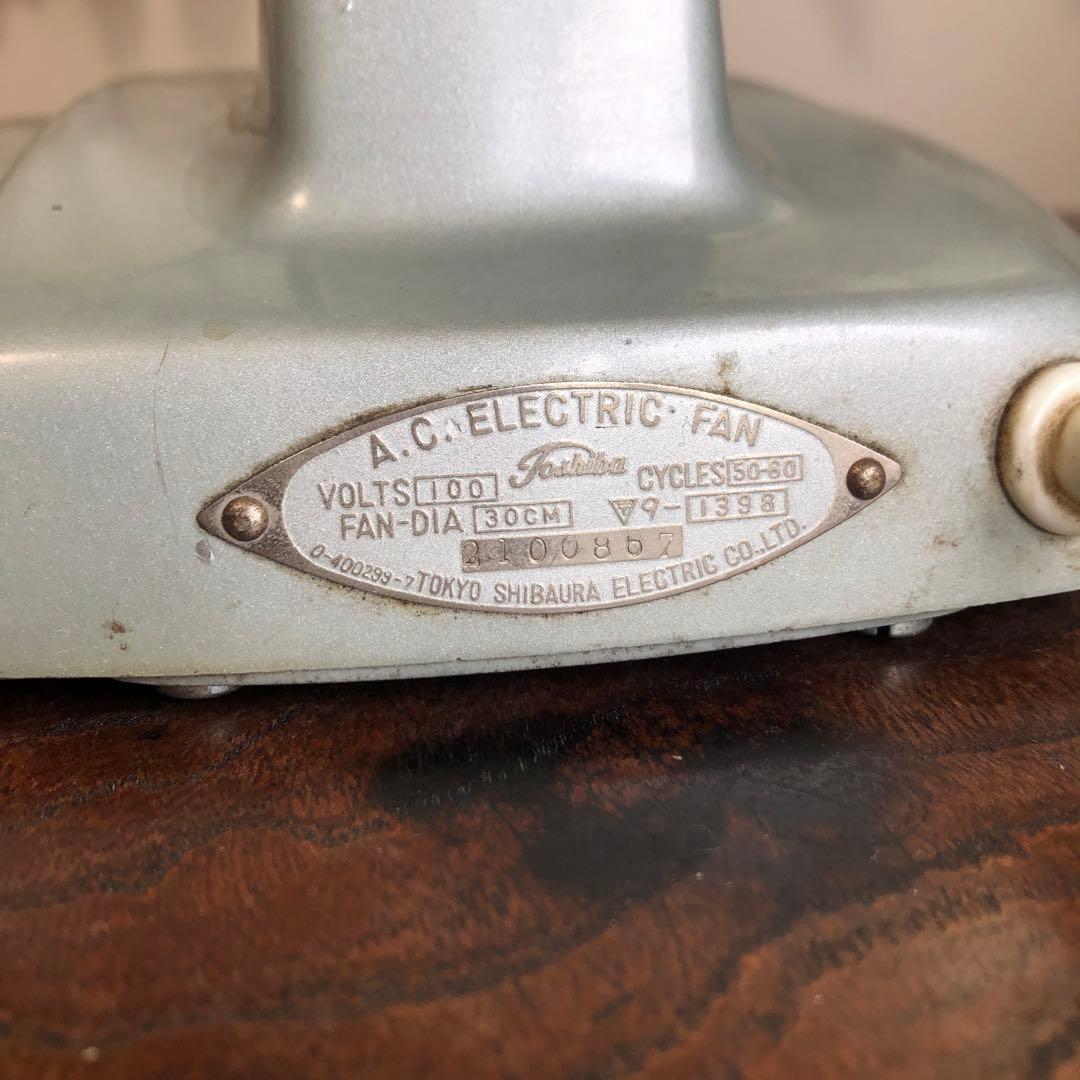 A.C. ELECTRIC FAN
Toshiba
VOLTS 100 CYCLES 50-60
FAN-DIA 30CM ▽〒 9-1398
2100867
0-400299-7 TOKYO SHIBAURA ELECTRIC CO.,LTD.